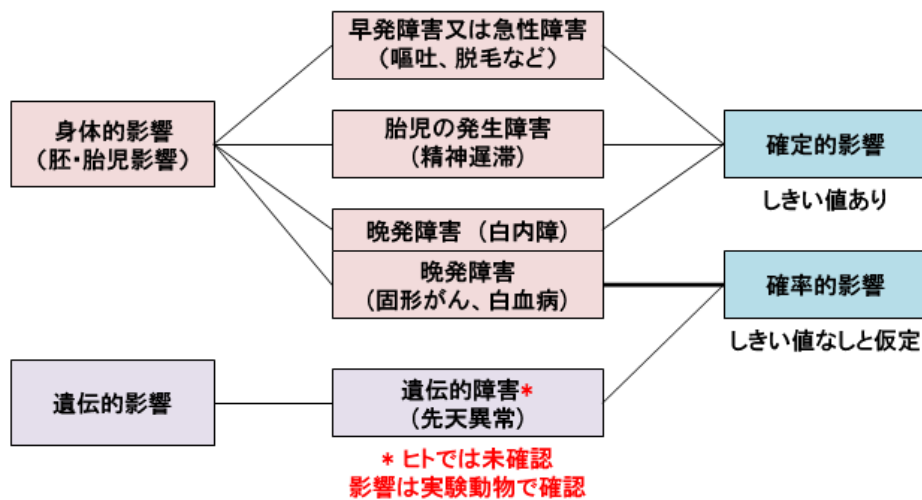 身体的影響
（胚・胎児影響）
早発障害又は急性障害
（嘔吐、脱毛など）
胎児の発生障害
（精神遅滞）
晩発障害 （白内障）
晩発障害
（固形がん、白血病）
確定的影響
しきい値あり
確率的影響
しきい値なしと仮定
遺伝的影響
遺伝的障害*
（先天異常）
* ヒトでは未確認
影響は実験動物で確認